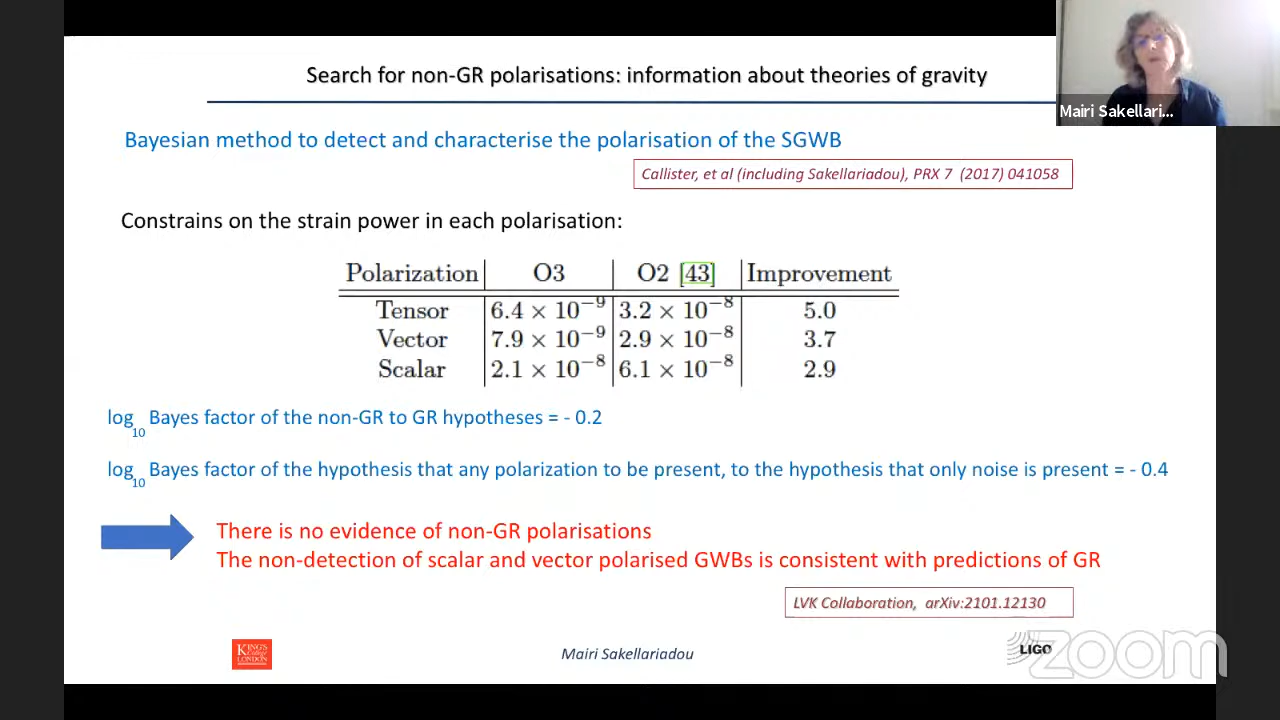 Search for non-GR polarisations: information about theories of gravity
Mairi Sakellari...
Bayesian method to detect and characterise the polarisation of the SGWB
Callister, et al (including Sakellariadou), PRX 7 (2017) 041058
Constrains on the strain power in each polarisation:
Polarization O3 O2 [43] Improvement
Tensor 6.4 × 10⁻⁹ 3.2 × 10⁻⁸ 5.0
Vector 7.9 × 10⁻⁹ 2.9 × 10⁻⁸ 3.7
Scalar 2.1 × 10⁻⁸ 6.1 × 10⁻⁸ 2.9
log₁₀ Bayes factor of the non-GR to GR hypotheses = - 0.2
log₁₀ Bayes factor of the hypothesis that any polarization to be present, to the hypothesis that only noise is present = - 0.4
There is no evidence of non-GR polarisations
The non-detection of scalar and vector polarised GWBs is consistent with predictions of GR
LVK Collaboration, arXiv:2101.12130
KING'S
College
LONDON
Mairi Sakellariadou
LIGO
zoom